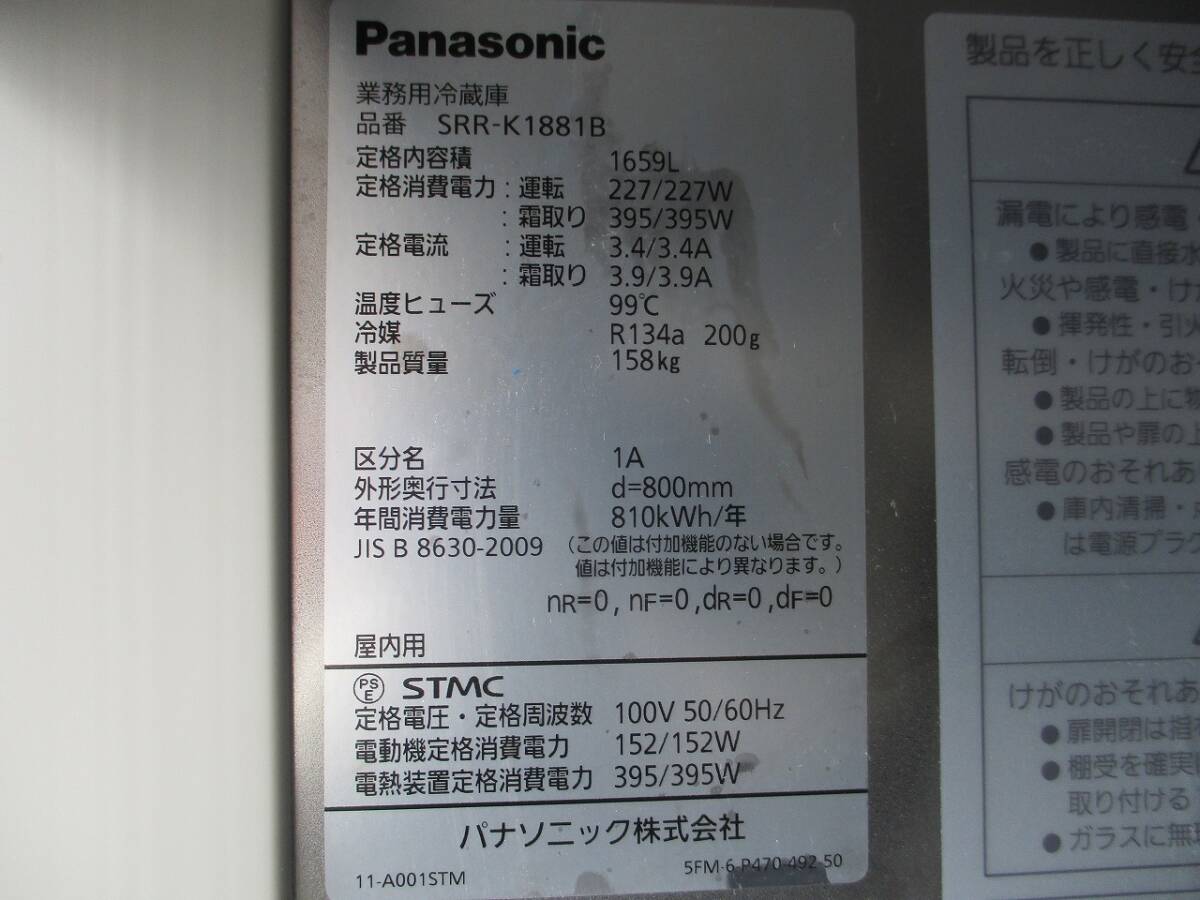 Panasonic
業務用冷蔵庫
品番 SRR-K1881B
定格内容積 1659L
定格消費電力 : 運転 227/227W
: 霜取り 395/395W
定格電流 : 運転 3.4/3.4A
: 霜取り 3.9/3.9A
温度ヒューズ 99℃
冷媒 R134a 200g
製品質量 158kg
区分名 1A
外形奥行寸法 d=800mm
年間消費電力量 810kWh/年
JIS B 8630-2009 (この値は付加機能のない場合です。
値は付加機能により異なります。)
nR=0, nF=0,dR=0,dF=0
屋内用
PS
E STMC
定格電圧・定格周波数 100V 50/60Hz
電動機定格消費電力 152/152W
電熱装置定格消費電力 395/395W
パナソニック株式会社
11-A001STM 5FM-6-P470-492-50
製品を正しく安全
漏電により感電・
● 製品に直接水
火災や感電・けが
● 揮発性・引火
転倒・けがのおそ
● 製品の上に物
● 製品や扉の上
感電のおそれあ
● 庫内清掃・
は電源プラグ
けがのおそれあ
● 扉開閉は指
● 棚受を確実
取り付ける
● ガラスに無理